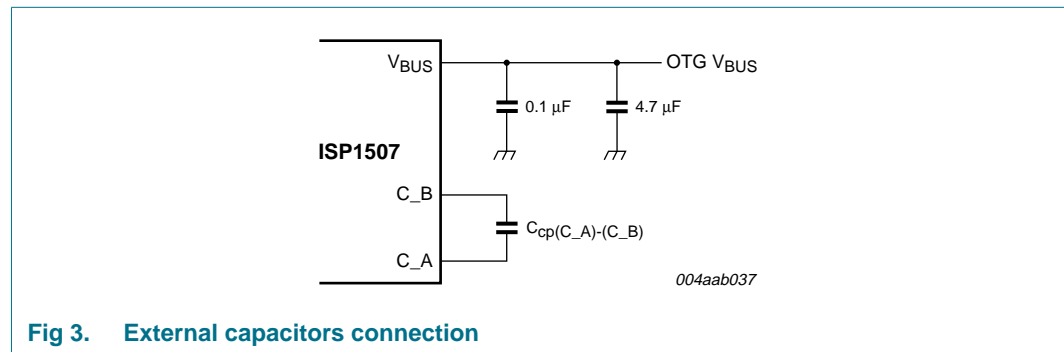 V_BUS
OTG V_BUS
0.1 μF
4.7 μF
ISP1507
C_B
C_cp(C_A)-(C_B)
C_A
004aab037
Fig 3. External capacitors connection